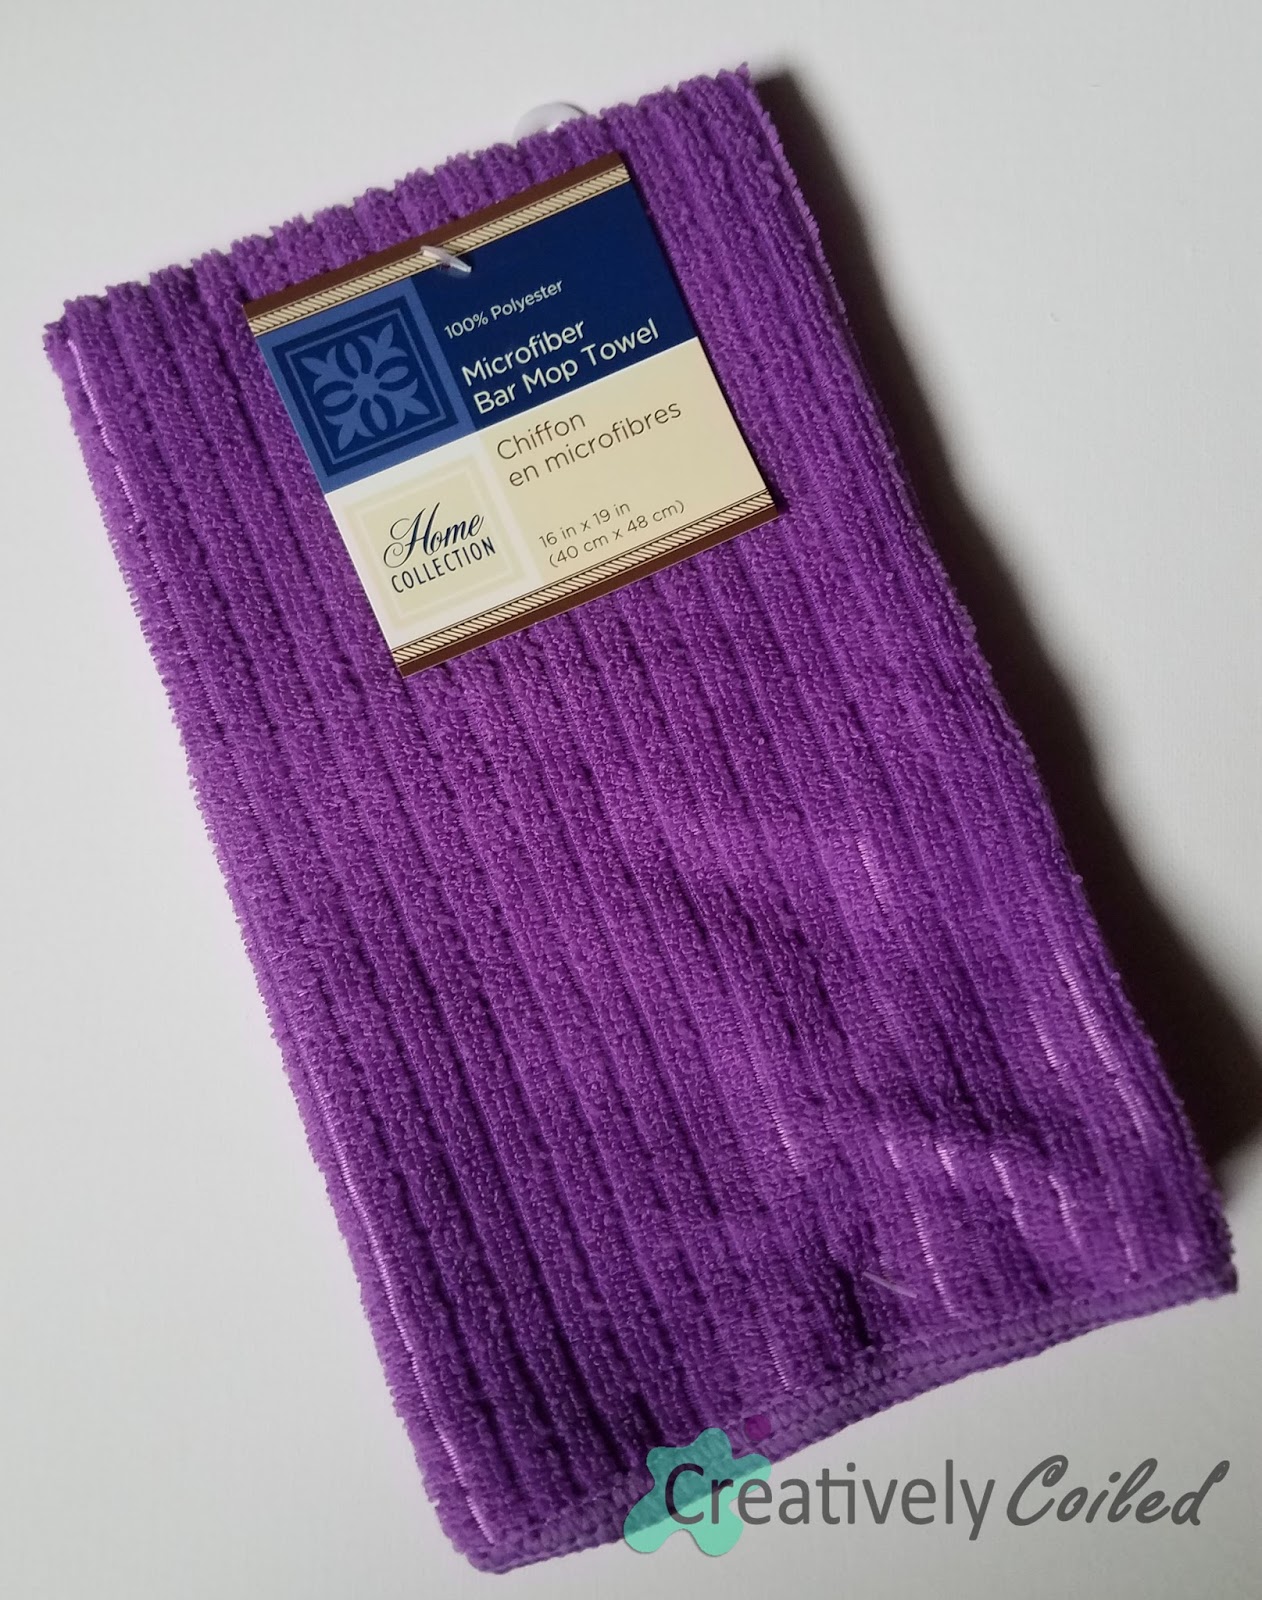 100% Polyester
Microfiber
Bar Mop Towel
Chiffon
en microfibres
Home
COLLECTION
16 in x 19 in
(40 cm x 48 cm)
Creatively Coiled